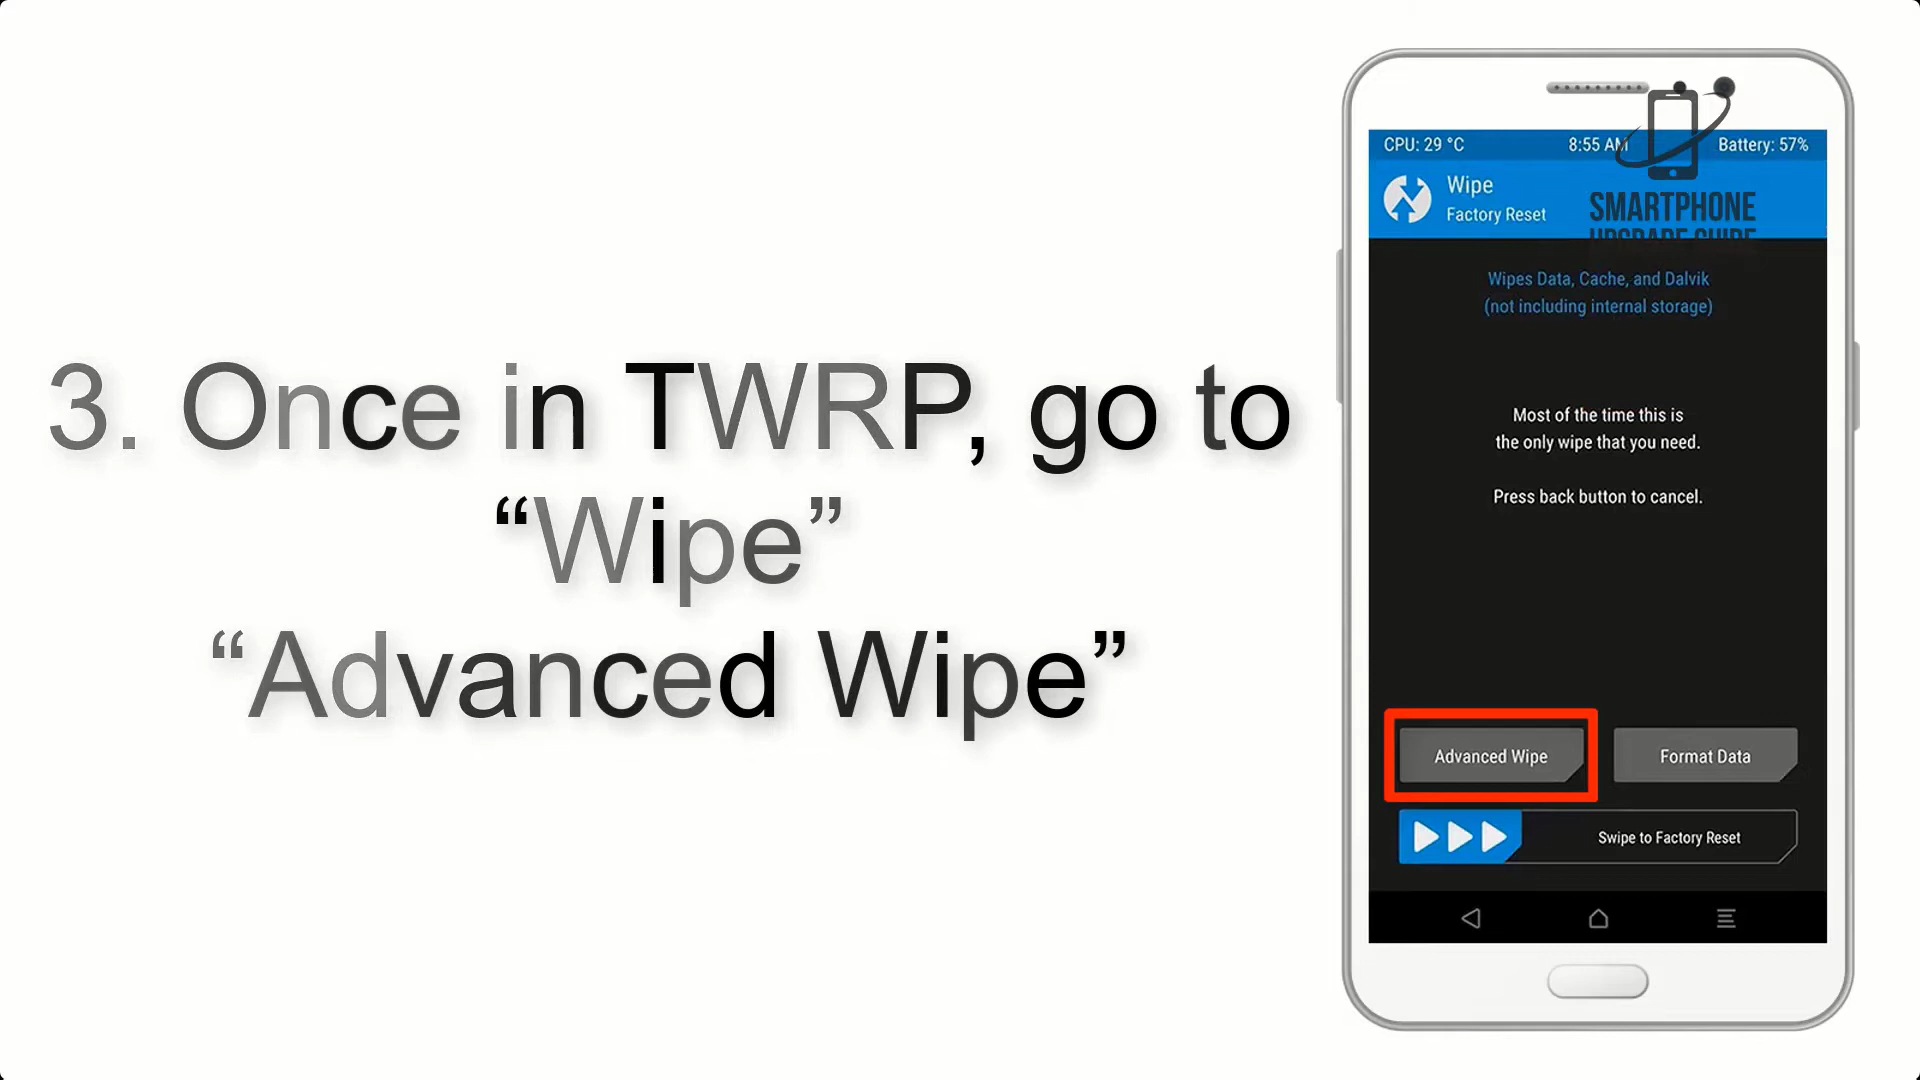 3. Once in TWRP, go to
“Wipe”
“Advanced Wipe”
CPU: 29 °C
8:55 AM
Battery: 57%
Wipe
Factory Reset
SMARTPHONE
UPGRADE GUIDE
Wipes Data, Cache, and Dalvik
(not including internal storage)
Most of the time this is
the only wipe that you need.
Press back button to cancel.
Advanced Wipe
Format Data
Swipe to Factory Reset